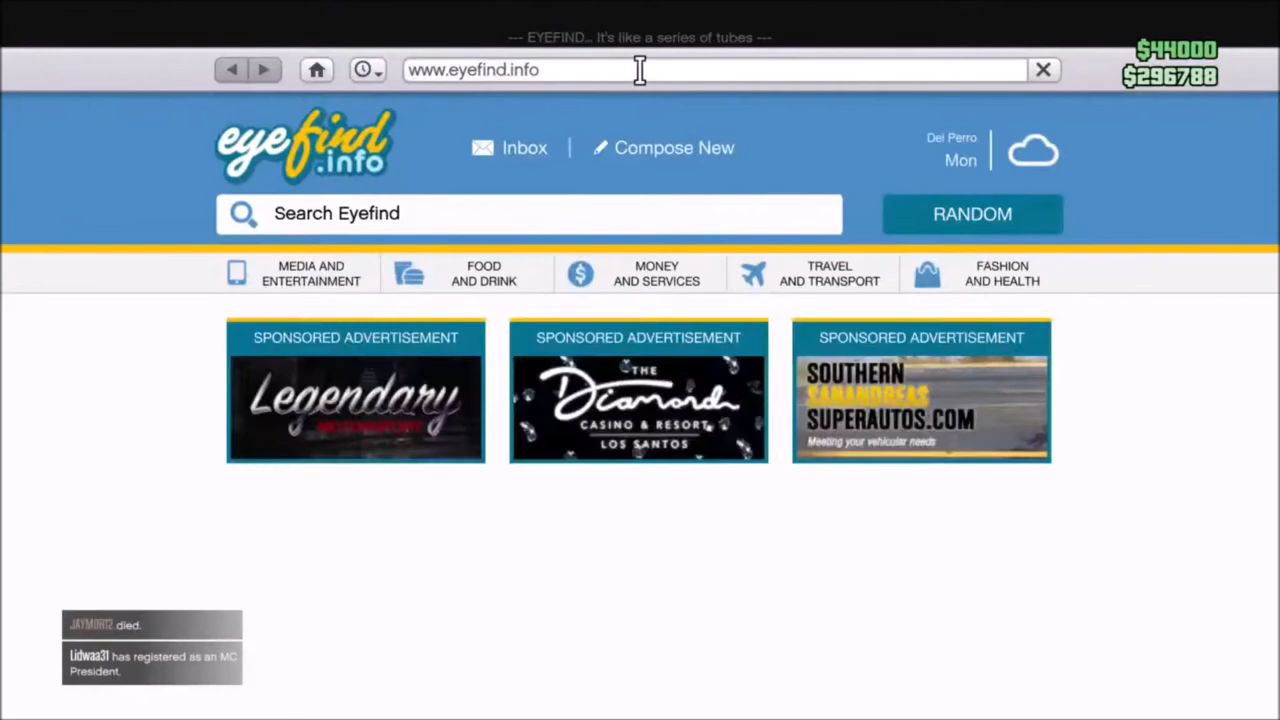 --- EYEFIND... It's like a series of tubes ---
$44000
$296788
www.eyefind.info
eyefind
.info
Inbox
Compose New
Del Perro
Mon
Search Eyefind
RANDOM
MEDIA AND
ENTERTAINMENT
FOOD
AND DRINK
MONEY
AND SERVICES
TRAVEL
AND TRANSPORT
FASHION
AND HEALTH
SPONSORED ADVERTISEMENT
Legendary
MOTORSPORT
SPONSORED ADVERTISEMENT
THE
Diamond
CASINO & RESORT
LOS SANTOS
SPONSORED ADVERTISEMENT
SOUTHERN
SANANDREAS
SUPERAUTOS.COM
Meeting your vehicular needs
JAYM0R12 died.
Lidwaa31 has registered as an MC
President.